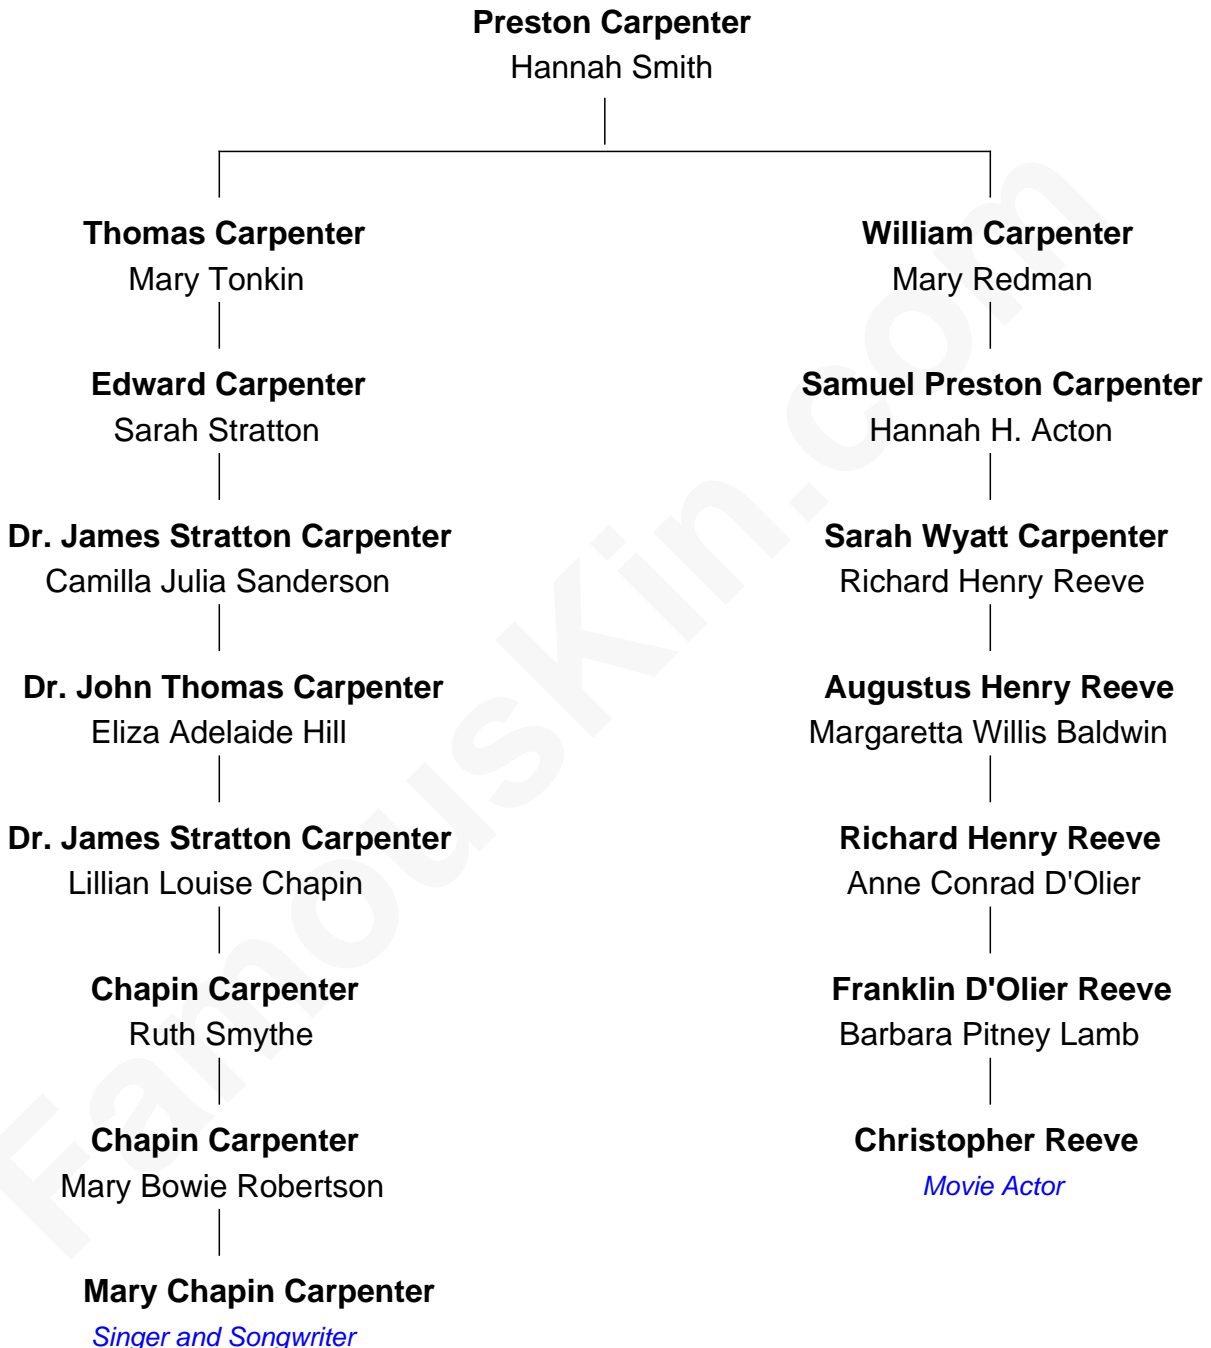 Preston Carpenter
Hannah Smith
Thomas Carpenter
Mary Tonkin
William Carpenter
Mary Redman
Edward Carpenter
Sarah Stratton
Samuel Preston Carpenter
Hannah H. Acton
Dr. James Stratton Carpenter
Camilla Julia Sanderson
Sarah Wyatt Carpenter
Richard Henry Reeve
Dr. John Thomas Carpenter
Eliza Adelaide Hill
Augustus Henry Reeve
Margaretta Willis Baldwin
Dr. James Stratton Carpenter
Lillian Louise Chapin
Richard Henry Reeve
Anne Conrad D'Olier
Chapin Carpenter
Ruth Smythe
Franklin D'Olier Reeve
Barbara Pitney Lamb
Chapin Carpenter
Mary Bowie Robertson
Christopher Reeve
Movie Actor
Mary Chapin Carpenter
Singer and Songwriter
FamousKin.com